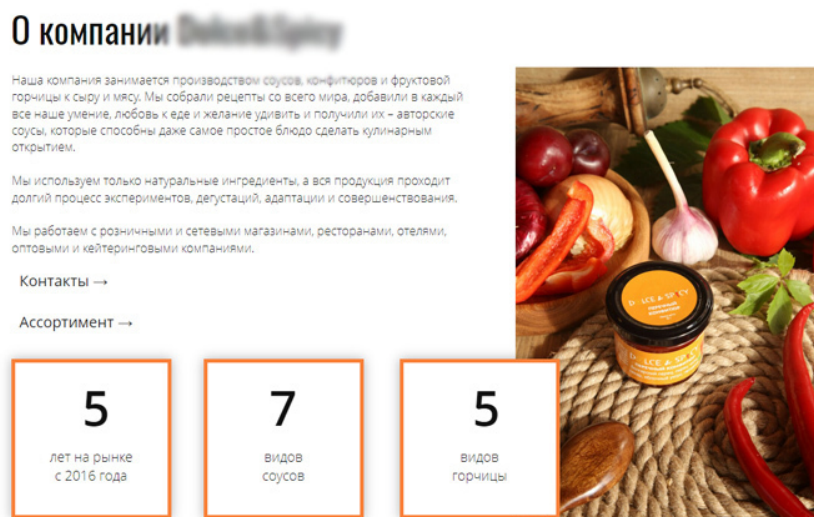 О компании
Наша компания занимается производством соусов, конфитюров и фруктовой
горчицы к сыру и мясу. Мы собрали рецепты со всего мира, добавили в каждый
все наше умение, любовь к еде и желание удивить и получили их – авторские
соусы, которые способны даже самое простое блюдо сделать кулинарным
открытием.
Мы используем только натуральные ингредиенты, а вся продукция проходит
долгий процесс экспериментов, дегустаций, адаптации и совершенствования.
Мы работаем с розничными и сетевыми магазинами, ресторанами, отелями,
оптовыми и кейтеринговыми компаниями.
Контакты →
Ассортимент →
5
лет на рынке
с 2016 года
7
видов
соусов
5
видов
горчицы